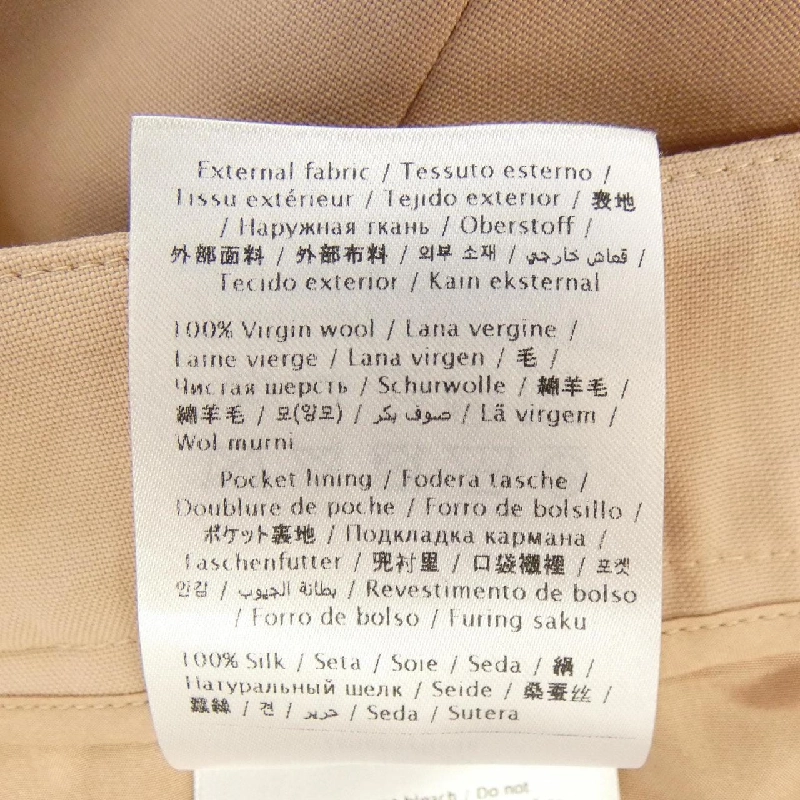 External fabric / Tessuto esterno /
Tissu extérieur / Tejido exterior / 表地
/ Наружная ткань / Oberstoff /
外部面料 / 外部布料 / 외부 소재 / قماش خارجي /
Tecido exterior / Kain eksternal
100% Virgin wool / Lana vergine /
Laine vierge / Lana virgen / 毛 /
Чистая шерсть / Schurwolle / 綿羊毛 /
綿羊毛 / 모(양모) / صوف بكر / Lã virgem /
Wol murni
Pocket lining / Fodera tasche /
Doublure de poche / Forro de bolsillo /
ポケット裏地 / Подкладка кармана /
Taschenfutter / 兜衬里 / 口袋襯裡 / 포켓
안감 / بطانة الجيوب / Revestimento de bolso
/ Forro de bolso / Furing saku
100% Silk / Seta / Soie / Seda / 絹 /
Натуральный шелк / Seide / 桑蚕丝 /
蠶絲 / 견 / حرير / Seda / Sutera
bleach / Do not